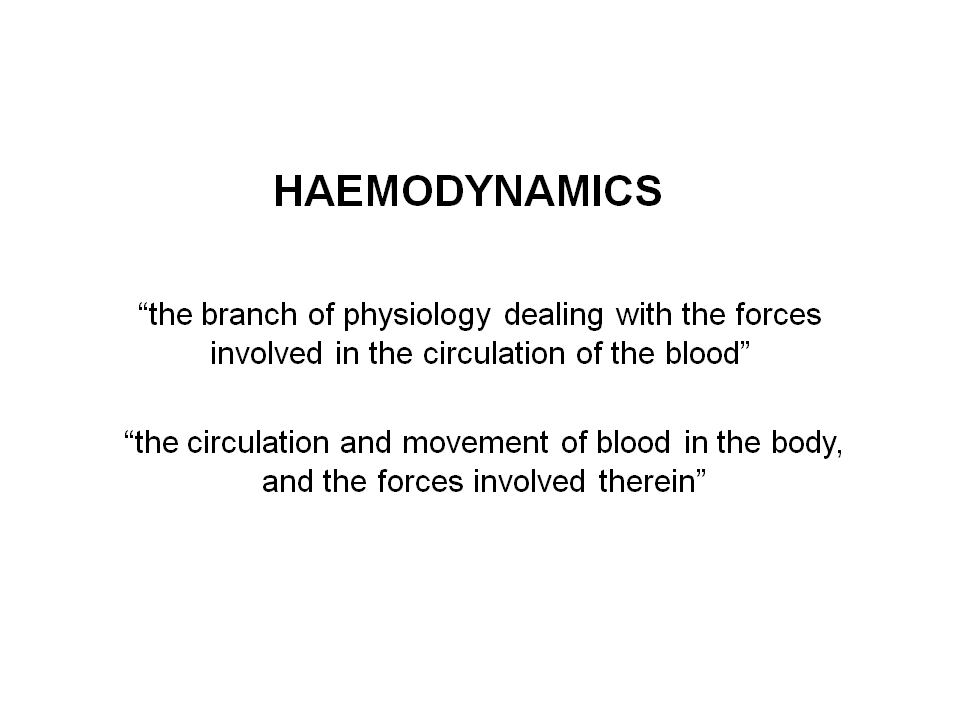 HAEMODYNAMICS
“the branch of physiology dealing with the forces
involved in the circulation of the blood”
“the circulation and movement of blood in the body,
and the forces involved therein”